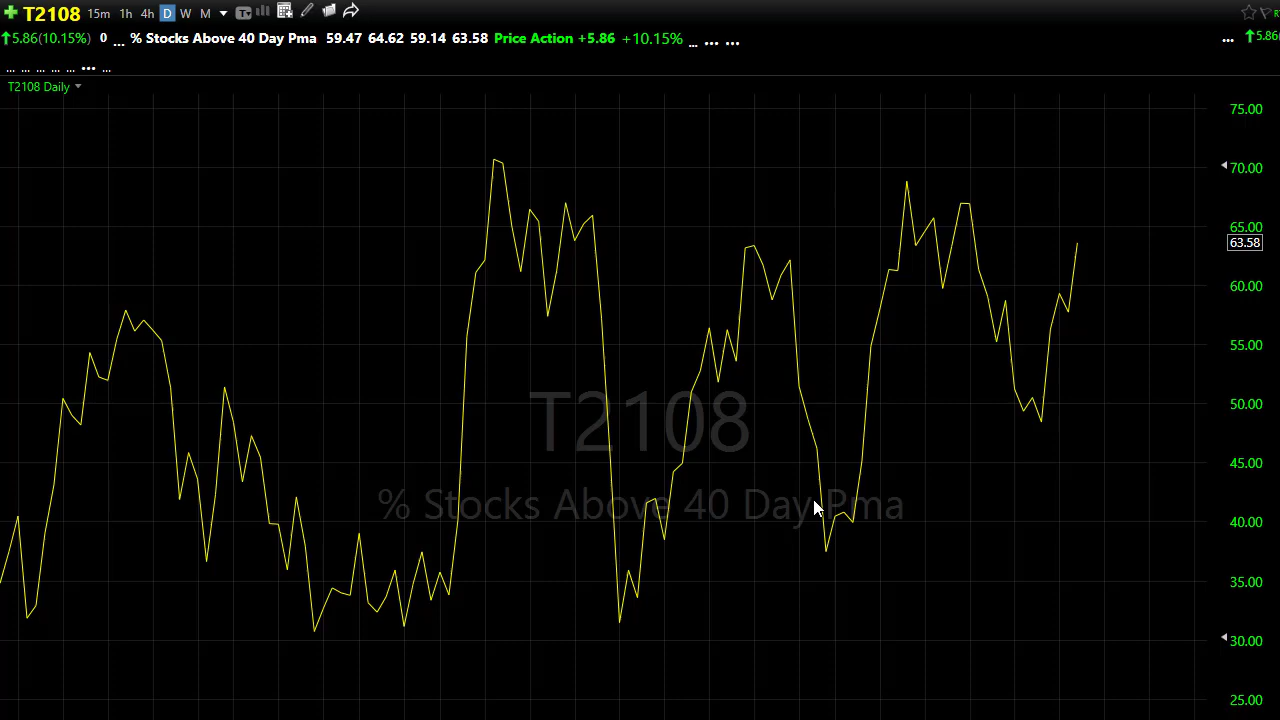 T2108 15m 1h 4h D W M
5.86(10.15%) 0 ... % Stocks Above 40 Day Pma 59.47 64.62 59.14 63.58 Price Action +5.86 +10.15% ... ... ... ... 5.86(
... ... ... ... ... ... ...
T2108 Daily
75.00
70.00
65.00
63.58
60.00
55.00
50.00
45.00
40.00
35.00
30.00
25.00
T2108
% Stocks Above 40 Day Pma